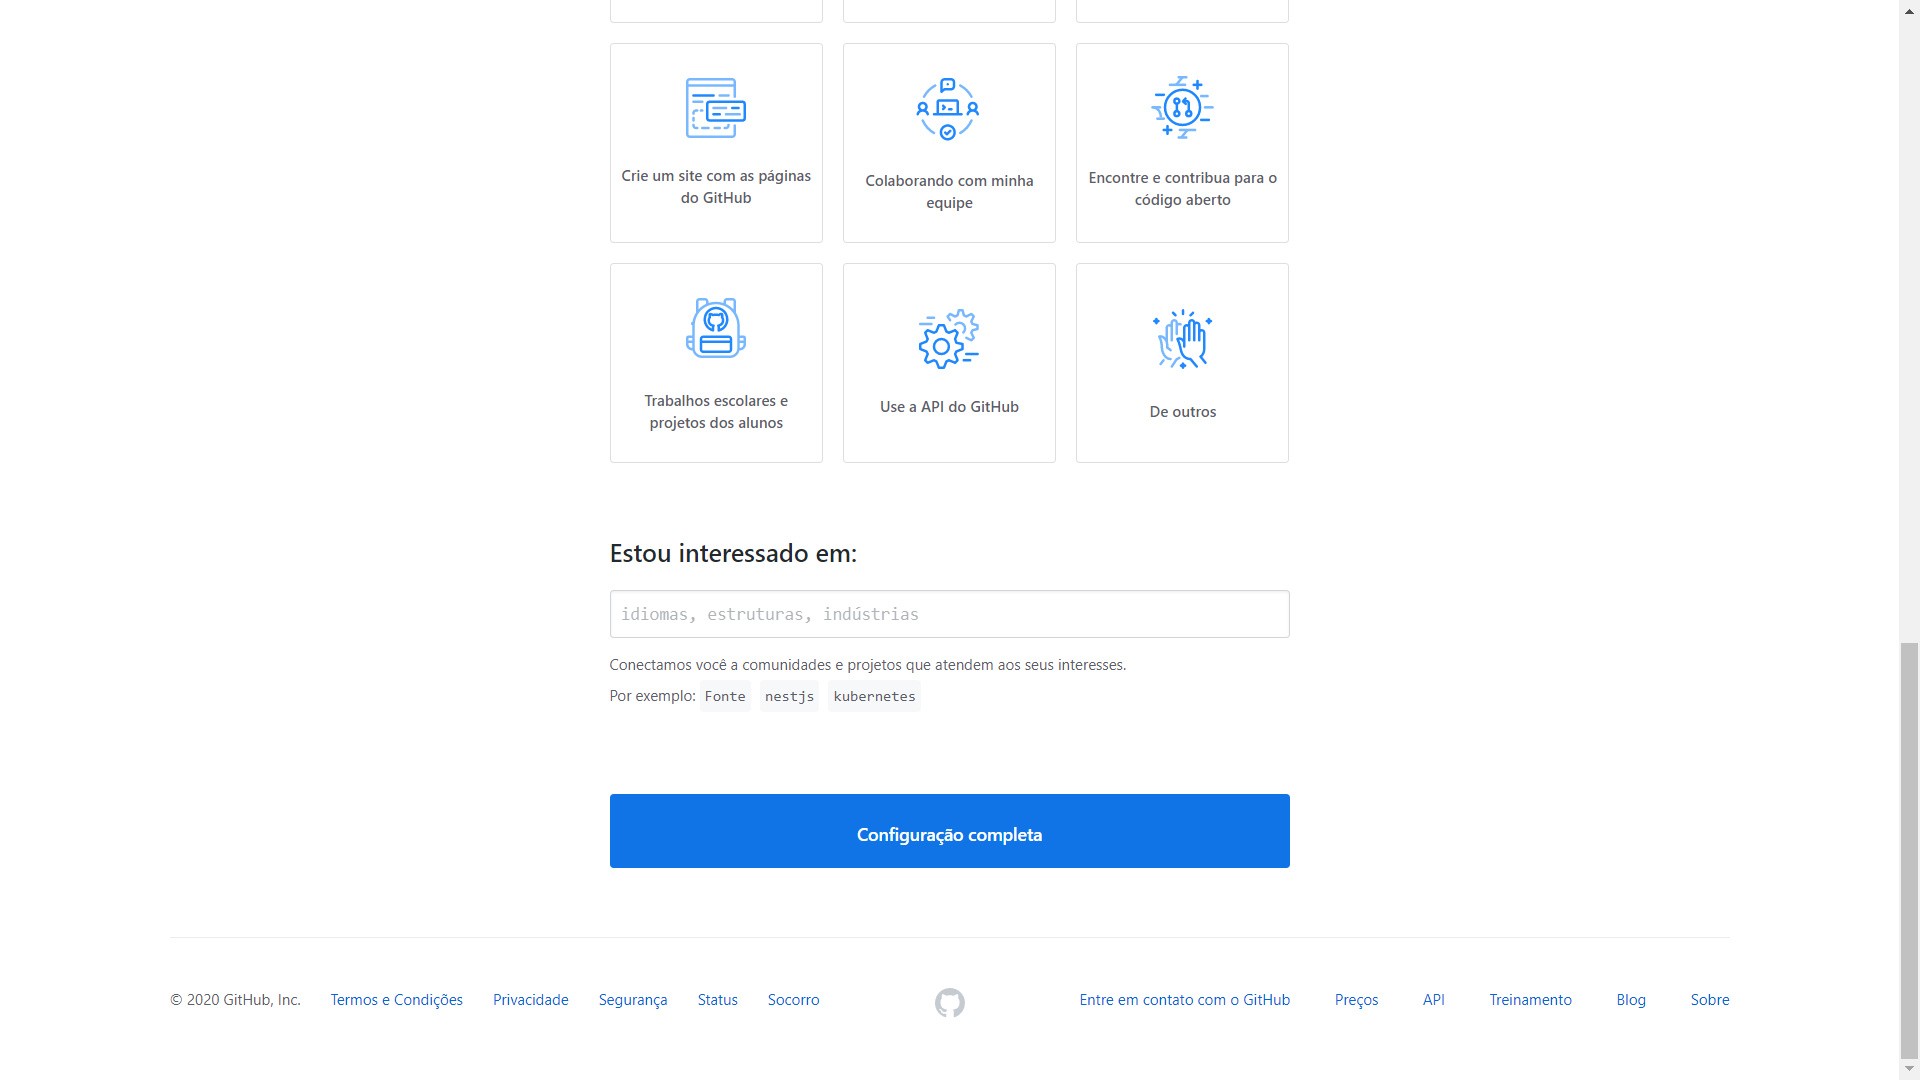 Crie um site com as páginas
do GitHub
Colaborando com minha
equipe
Encontre e contribua para o
código aberto
Trabalhos escolares e
projetos dos alunos
Use a API do GitHub
De outros
Estou interessado em:
idiomas, estruturas, indústrias
Conectamos você a comunidades e projetos que atendem aos seus interesses.
Por exemplo: Fonte nestjs kubernetes
Configuração completa
© 2020 GitHub, Inc. Termos e Condições Privacidade Segurança Status Socorro Entre em contato com o GitHub Preços API Treinamento Blog Sobre